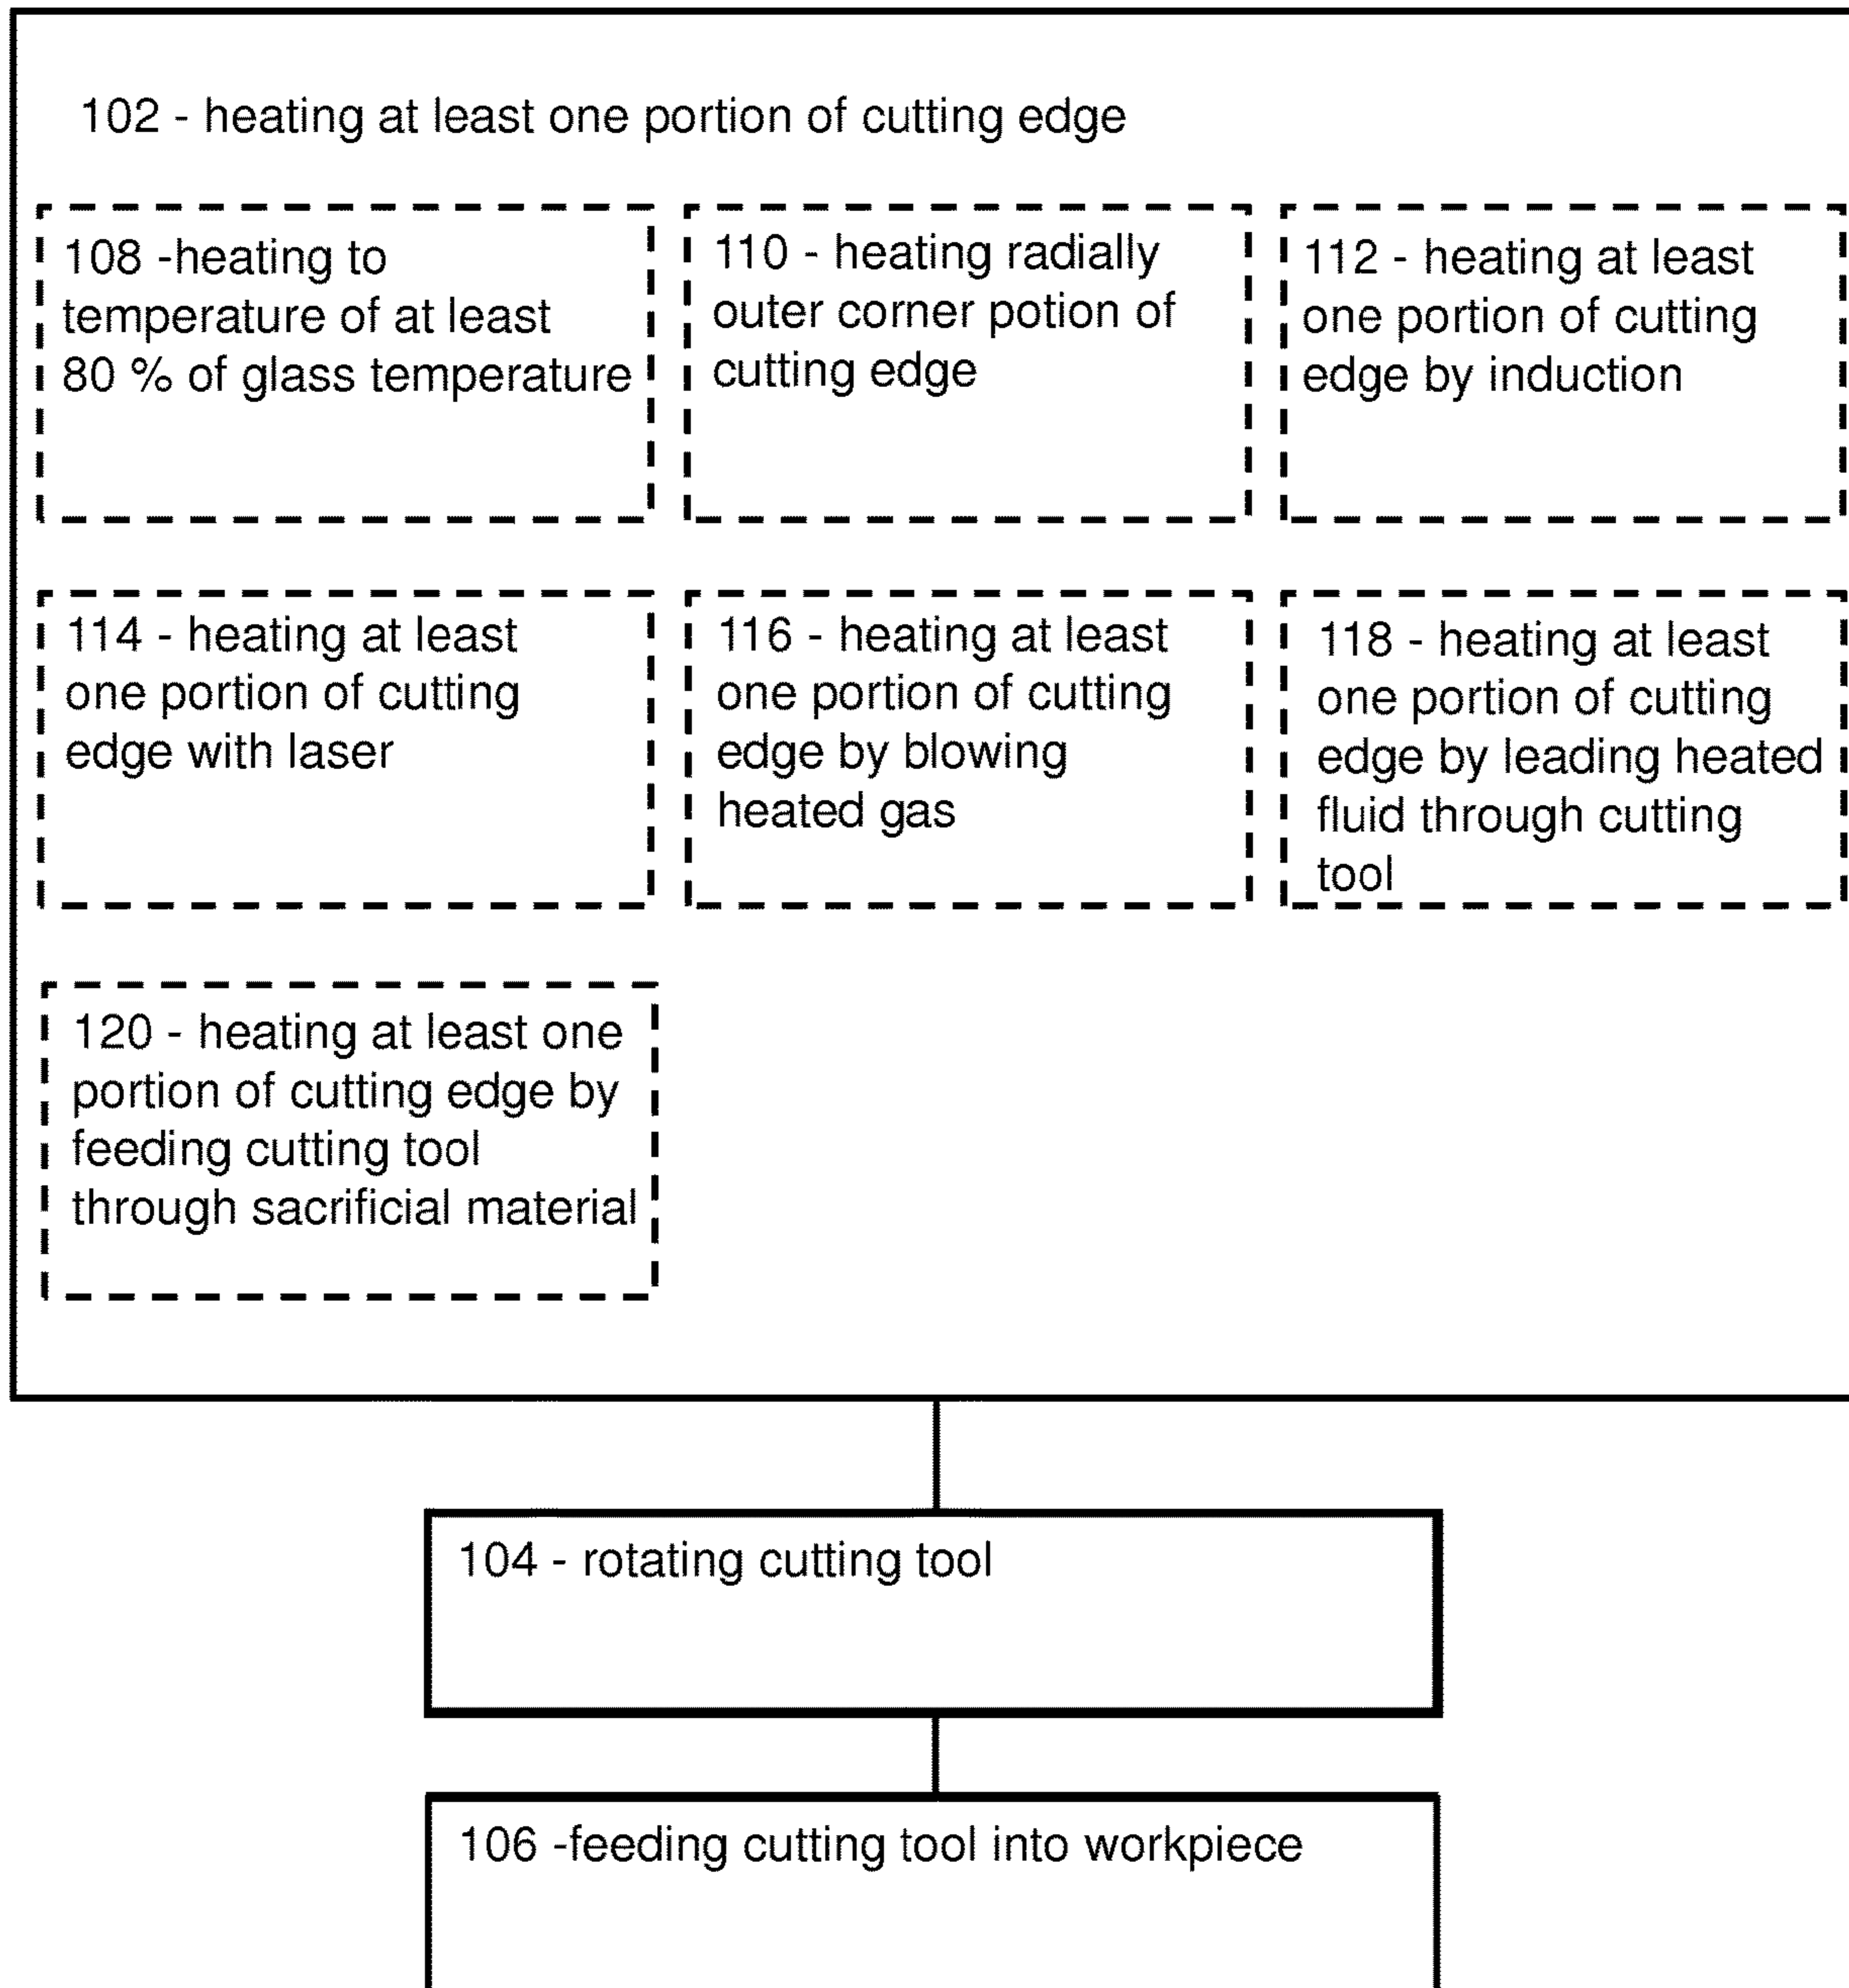 102 - heating at least one portion of cutting edge
108 -heating to
temperature of at least
80 % of glass temperature
110 - heating radially
outer corner potion of
cutting edge
112 - heating at least
one portion of cutting
edge by induction
114 - heating at least
one portion of cutting
edge with laser
116 - heating at least
one portion of cutting
edge by blowing
heated gas
118 - heating at least
one portion of cutting
edge by leading heated
fluid through cutting
tool
120 - heating at least one
portion of cutting edge by
feeding cutting tool
through sacrificial material
104 - rotating cutting tool
106 -feeding cutting tool into workpiece